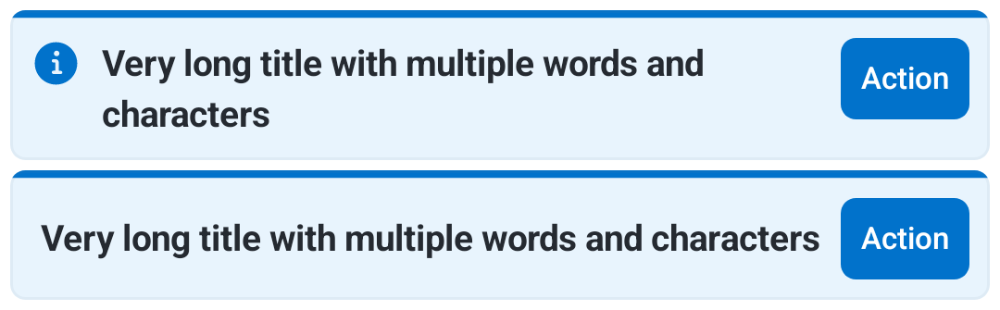 Very long title with multiple words and
characters
Action
Very long title with multiple words and characters
Action